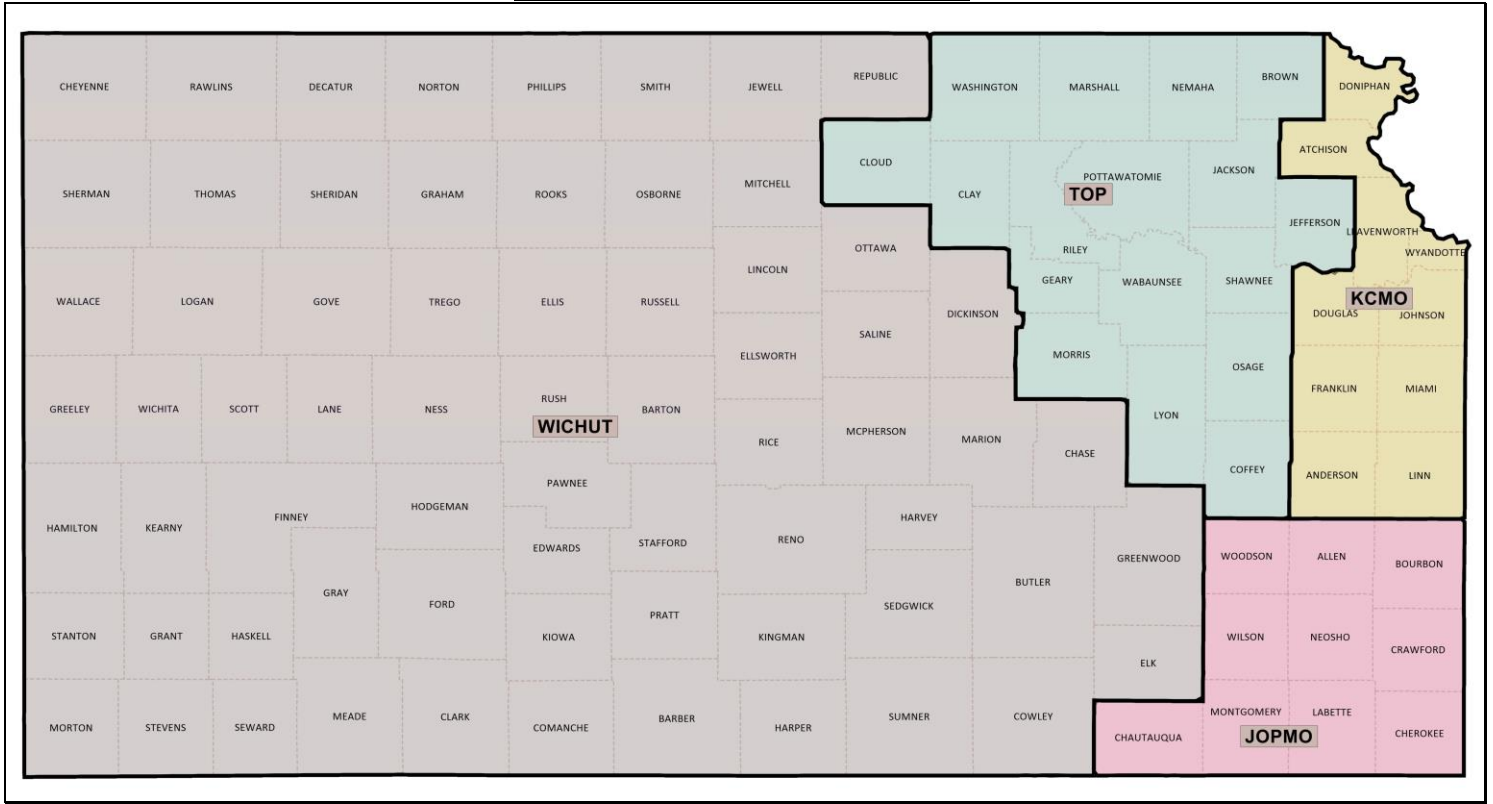 CHEYENNE
RAWLINS
DECATUR
NORTON
PHILLIPS
SMITH
JEWELL
REPUBLIC
WASHINGTON
MARSHALL
NEMAHA
BROWN
DONIPHAN
CLOUD
ATCHISON
SHERMAN
THOMAS
SHERIDAN
GRAHAM
ROOKS
OSBORNE
MITCHELL
CLAY
POTTAWATOMIE
TOP
JACKSON
JEFFERSON
LEAVENWORTH
WYANDOTTE
OTTAWA
RILEY
LINCOLN
GEARY
WABAUNSEE
SHAWNEE
KCMO
WALLACE
LOGAN
GOVE
TREGO
ELLIS
RUSSELL
DICKINSON
DOUGLAS
JOHNSON
SALINE
ELLSWORTH
MORRIS
OSAGE
FRANKLIN
MIAMI
GREELEY
WICHITA
SCOTT
LANE
NESS
RUSH
BARTON
WICHUT
RICE
MCPHERSON
MARION
CHASE
LYON
COFFEY
ANDERSON
LINN
PAWNEE
HAMILTON
KEARNY
FINNEY
HODGEMAN
EDWARDS
STAFFORD
RENO
HARVEY
GREENWOOD
WOODSON
ALLEN
BOURBON
GRAY
FORD
PRATT
SEDGWICK
BUTLER
STANTON
GRANT
HASKELL
KIOWA
KINGMAN
ELK
WILSON
NEOSHO
CRAWFORD
MORTON
STEVENS
SEWARD
MEADE
CLARK
COMANCHE
BARBER
HARPER
SUMNER
COWLEY
CHAUTAUQUA
MONTGOMERY
LABETTE
JOPMO
CHEROKEE